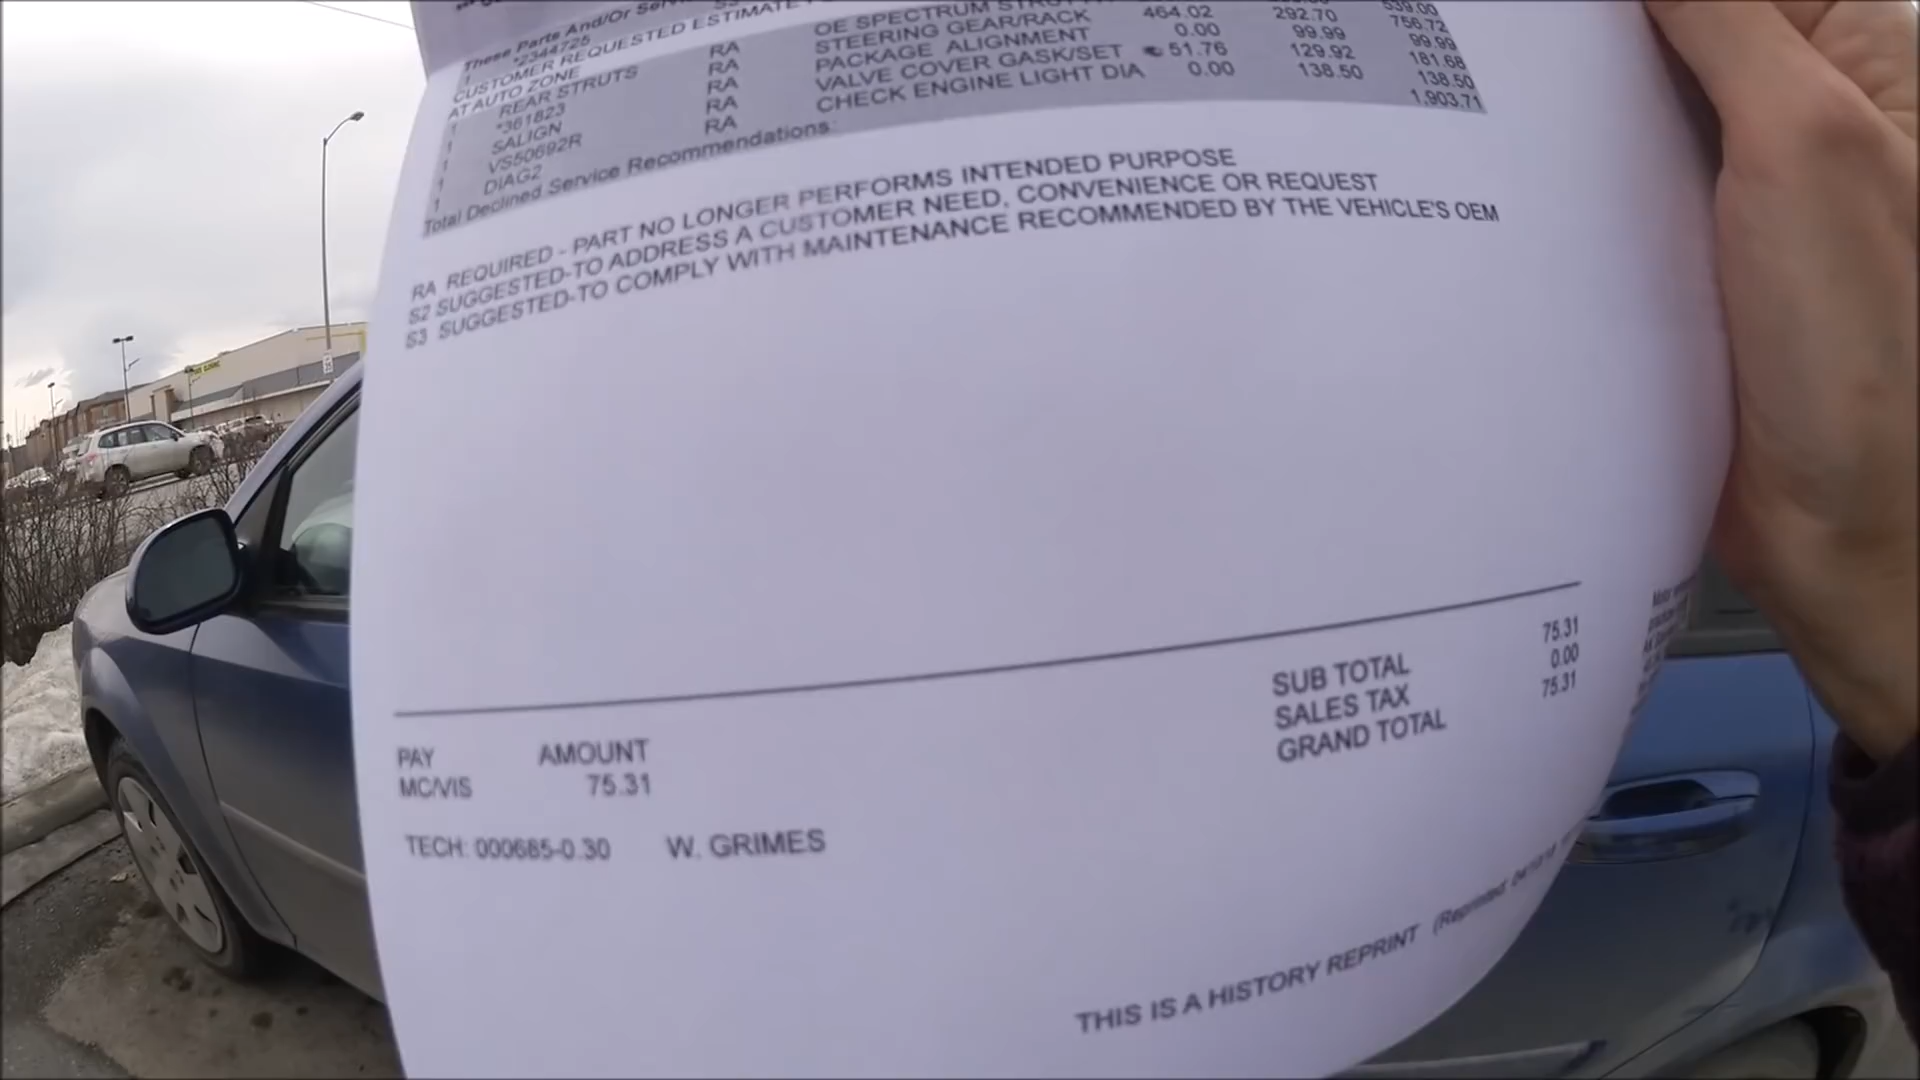 These Parts And/Or Serv
1 *2344725
CUSTOMER REQUESTED ESTIMATE
AT AUTO ZONE
REAR STRUTS RA OE SPECTRUM 539.00
1 *361823 RA STEERING GEAR/RACK 464.02 292.70 756.72
1 SALIGN RA PACKAGE ALIGNMENT 0.00 99.99 99.99
1 VS50692R RA VALVE COVER GASK/SET 51.76 129.92 181.68
1 DIAG2 RA CHECK ENGINE LIGHT DIA 0.00 138.50 138.50
Total Declined Service Recommendations: 1,903.71
RA REQUIRED - PART NO LONGER PERFORMS INTENDED PURPOSE
S2 SUGGESTED-TO ADDRESS A CUSTOMER NEED, CONVENIENCE OR REQUEST
S3 SUGGESTED-TO COMPLY WITH MAINTENANCE RECOMMENDED BY THE VEHICLE'S OEM
SUB TOTAL 75.31
SALES TAX 0.00
GRAND TOTAL 75.31
PAY AMOUNT
MC/VIS 75.31
TECH: 000685-0.30 W. GRIMES
THIS IS A HISTORY REPRINT (Reprinted: